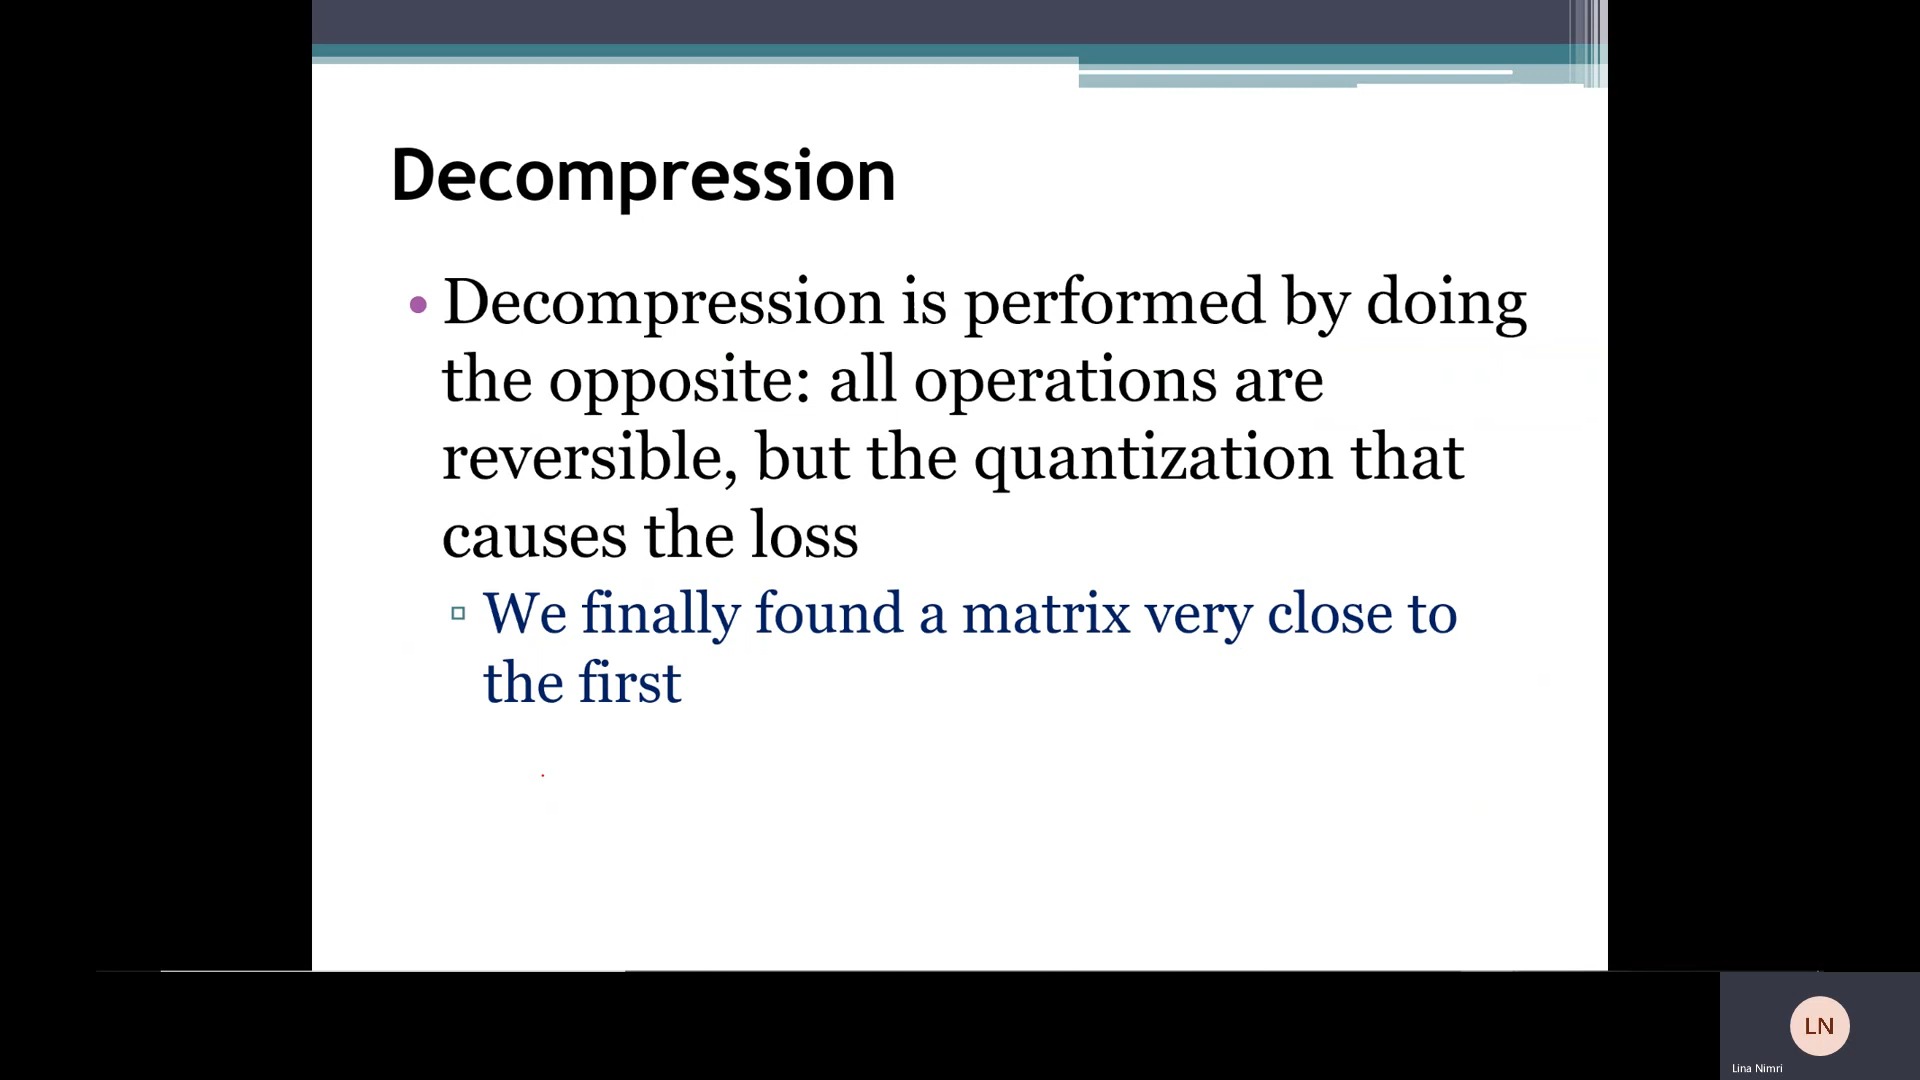 Decompression
• Decompression is performed by doing
the opposite: all operations are
reversible, but the quantization that
causes the loss
▫ We finally found a matrix very close to
the first
LN
Lina Nimri